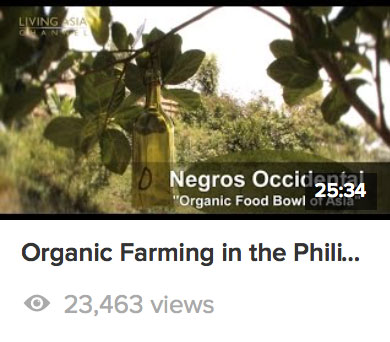 LIVING ASIA
CHANNEL
Negros Occidental
"Organic Food Bowl of Asia"
25:34
Organic Farming in the Phili...
23,463 views